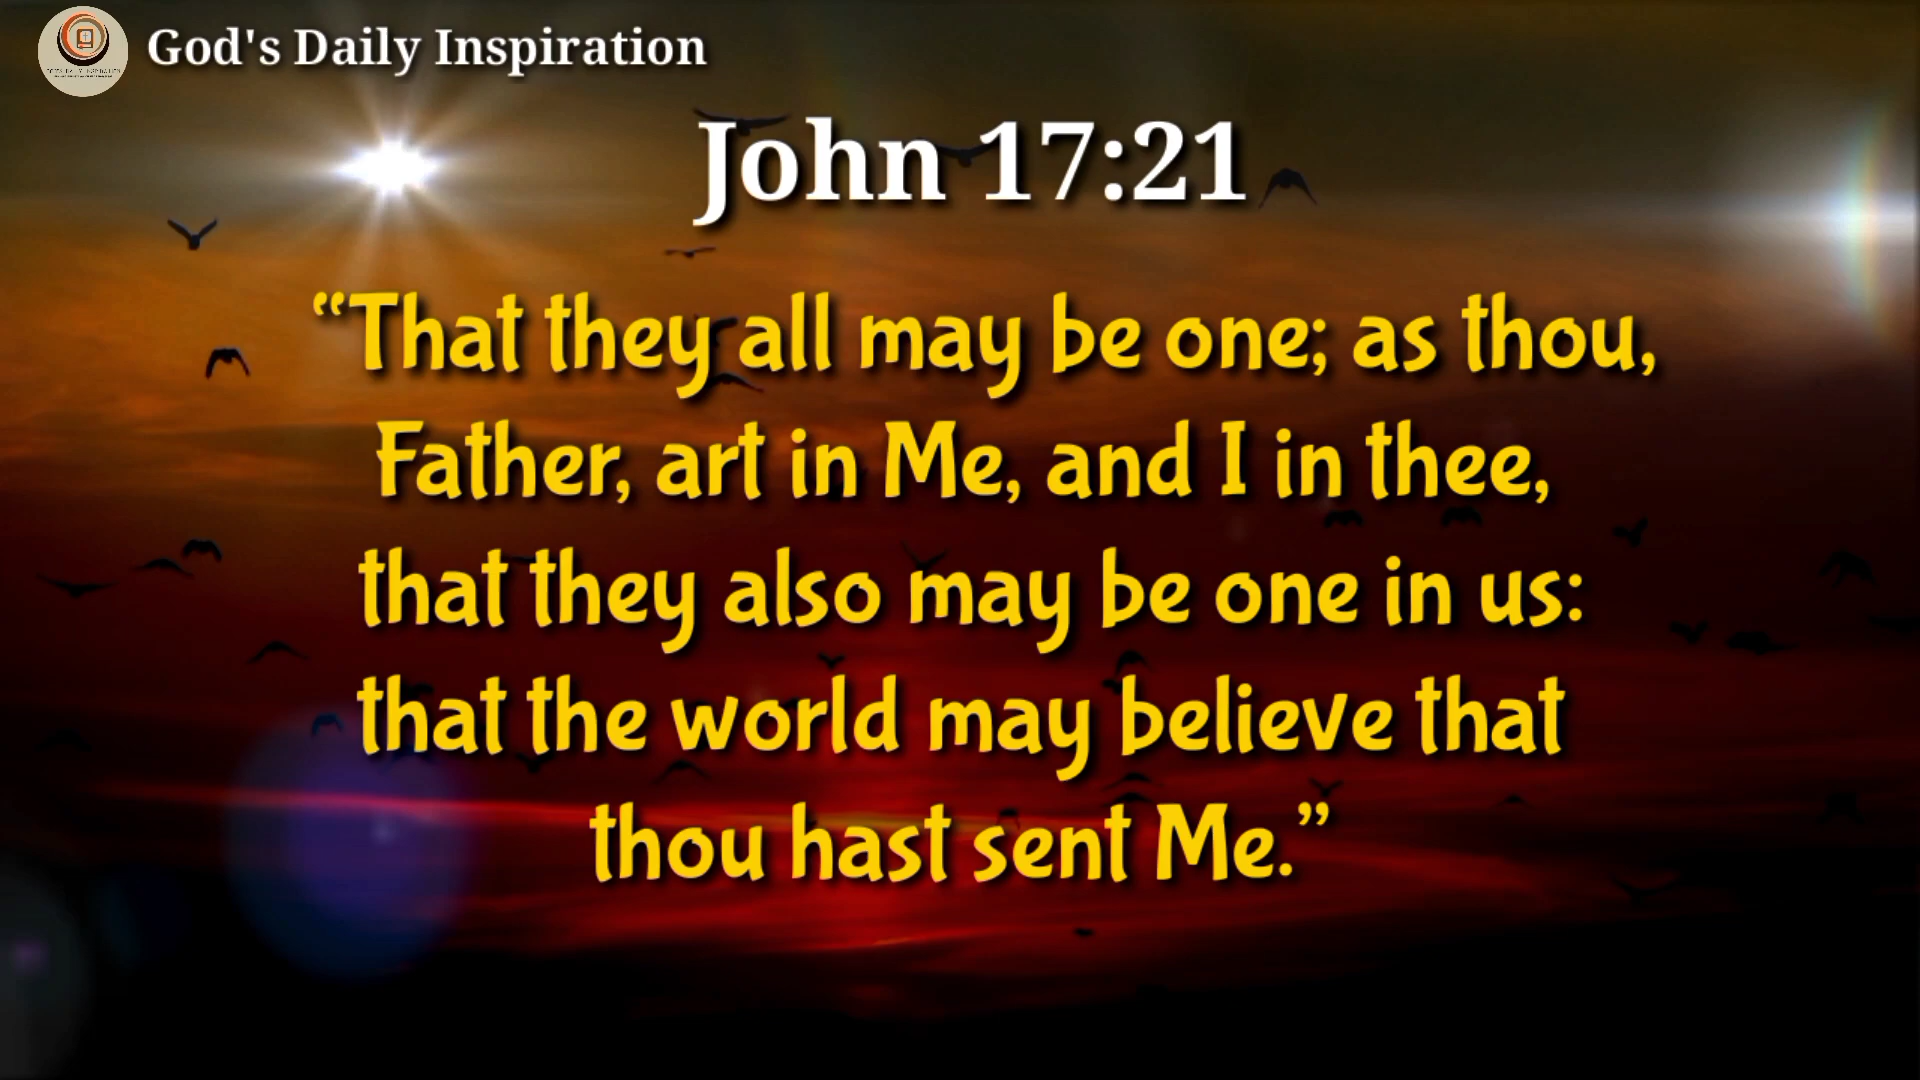 God's Daily Inspiration
John 17:21
“That they all may be one; as thou,
Father, art in Me, and I in thee,
that they also may be one in us:
that the world may believe that
thou hast sent Me.”